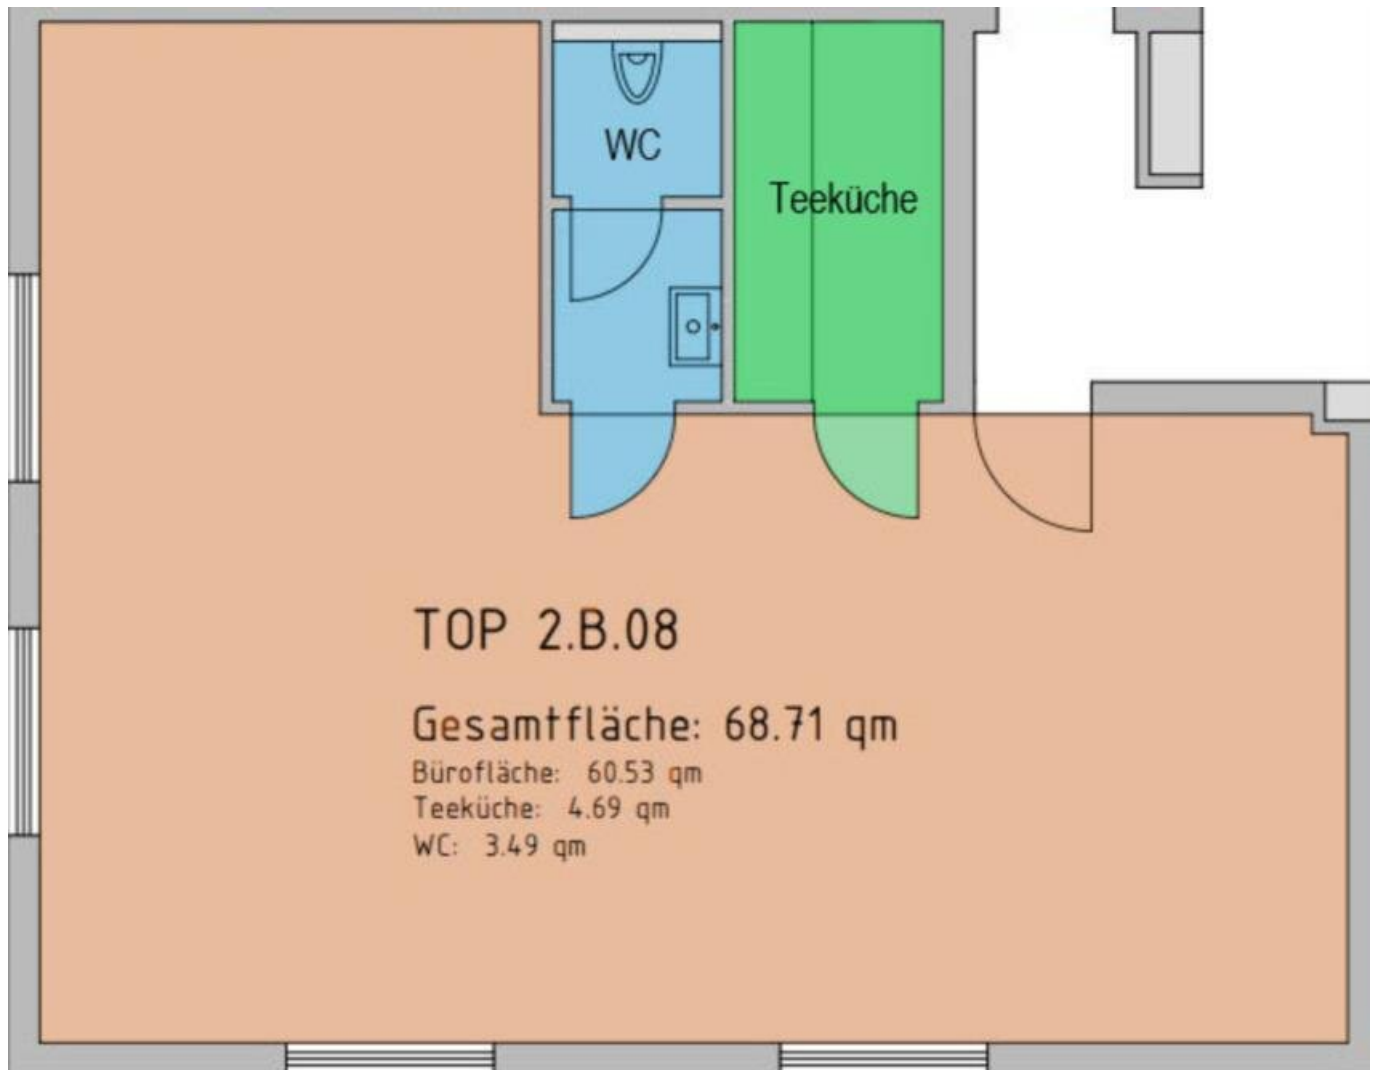 WC
Teeküche
TOP 2.B.08
Gesamtfläche: 68.71 qm
Bürofläche: 60.53 qm
Teeküche: 4.69 qm
WC: 3.49 qm